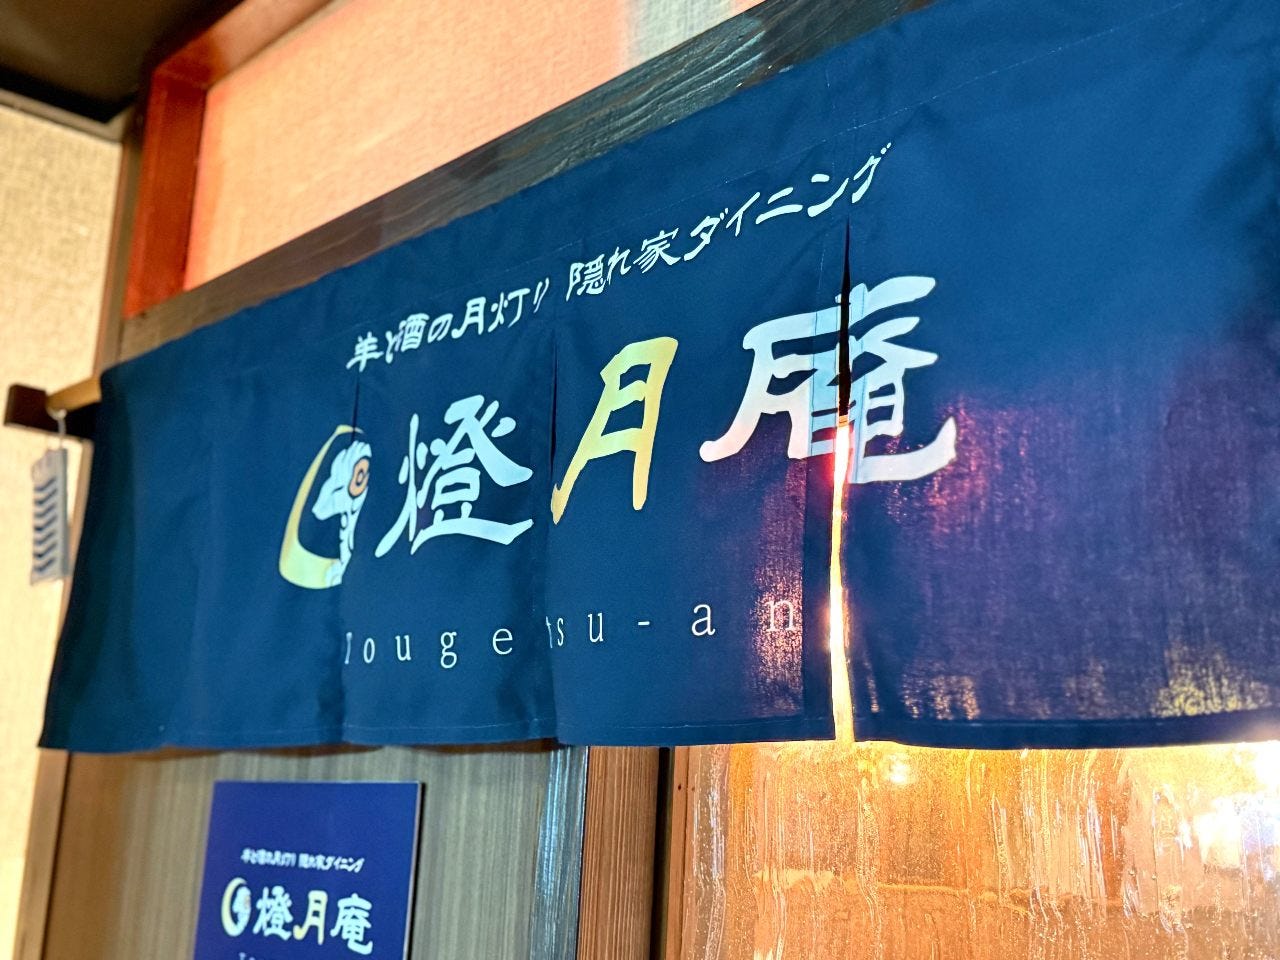 羊と酒の月灯り 隠れ家ダイニング
燈月庵
Tougetsu-an
羊と酒の月灯り 隠れ家ダイニング
燈月庵